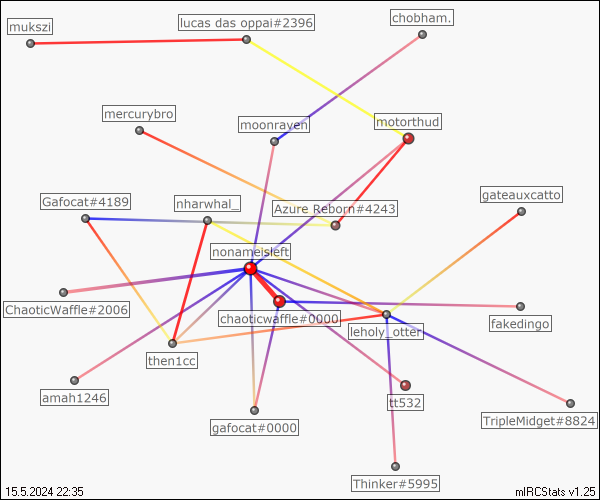 chobham.
lucas das oppai#2396
mukszi
mercurybro
moonraven
motorthud
Gafocat#4189
nharwhal_
Azure Reborn#4243
gateauxcatto
nonameisleft
ChaoticWaffle#2006
chaoticwaffle#0000
leholy_otter
fakedingo
then1cc
amah1246
tt532
gafocat#0000
TripleMidget#8824
Thinker#5995
15.5.2024 22:35
mIRCStats v1.25